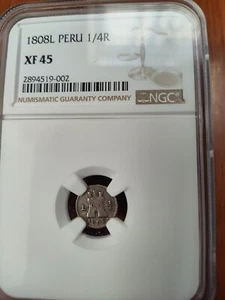 1808L PERU 1/4R
XF 45
2894519-002
NUMISMATIC GUARANTY COMPANY
NGC